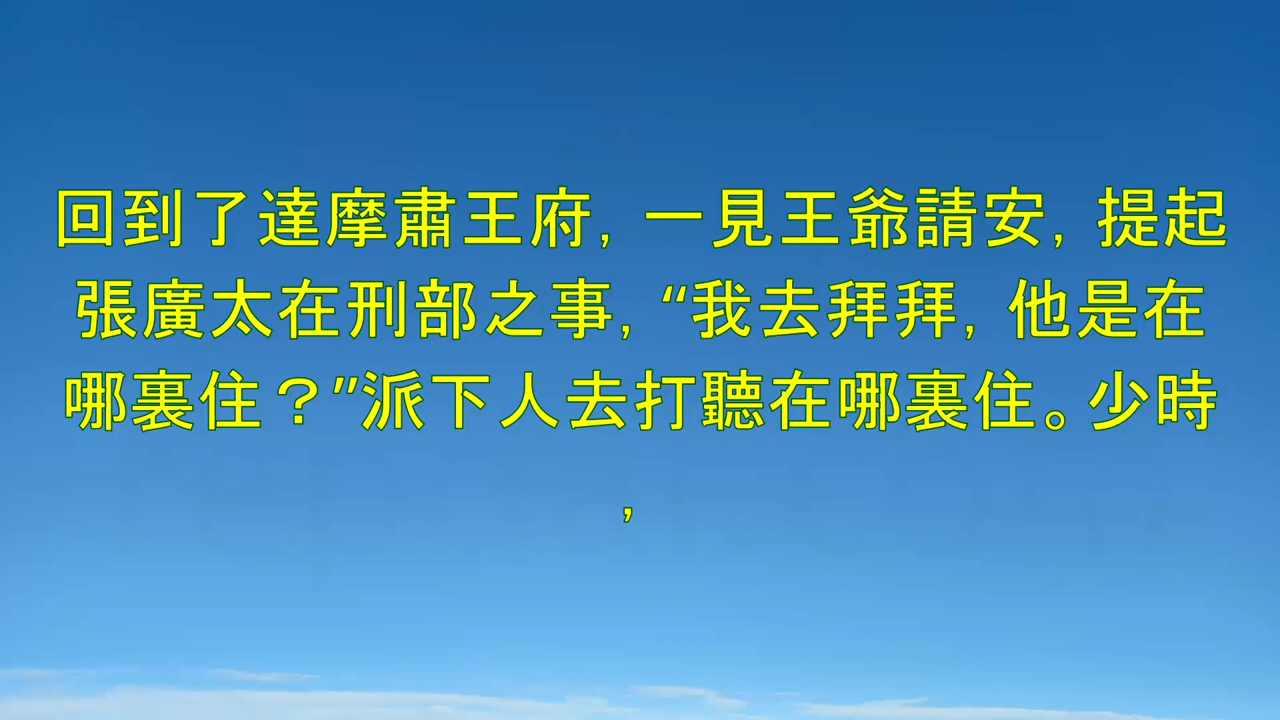 回到了達摩肅王府, 一見王爺請安, 提起
張廣太在刑部之事, “我去拜拜, 他是在
哪裏住？”派下人去打聽在哪裏住。少時
,